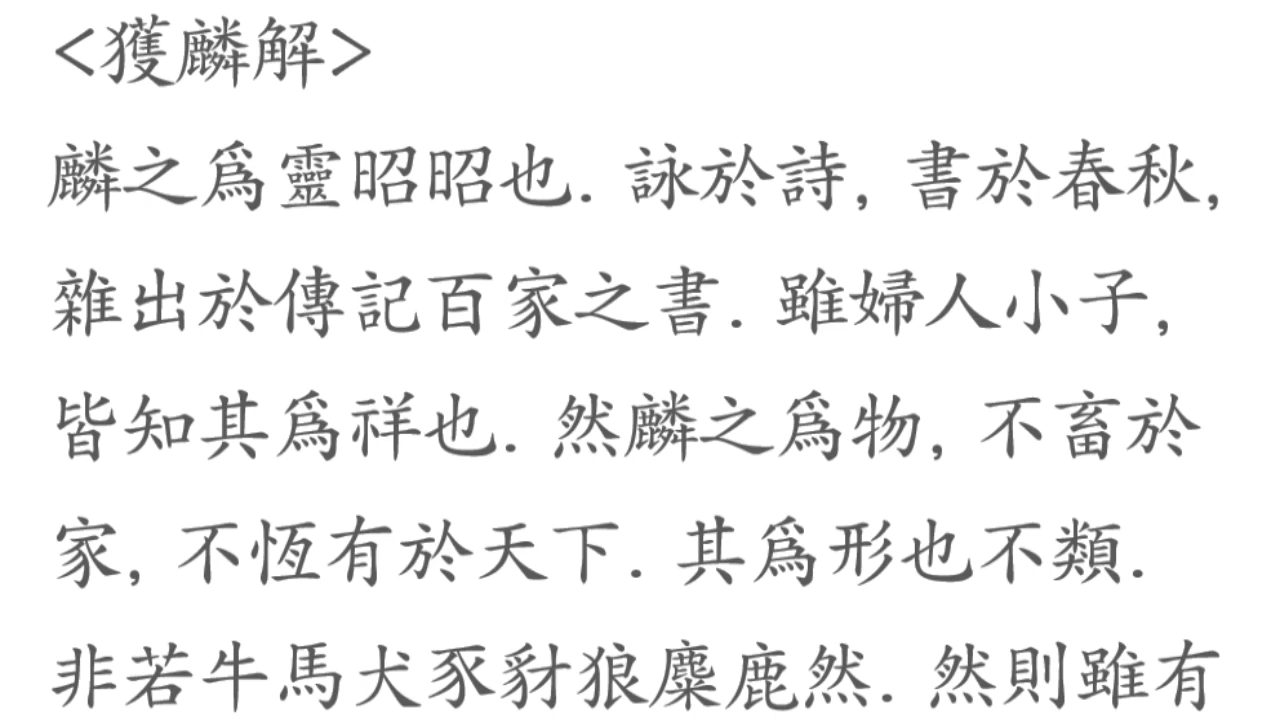 <獲麟解>
麟之爲靈昭昭也. 詠於詩, 書於春秋,
雜出於傳記百家之書. 雖婦人小子,
皆知其爲祥也. 然麟之爲物, 不畜於
家, 不恆有於天下. 其爲形也不類.
非若牛馬犬豕豺狼麋鹿然. 然則雖有